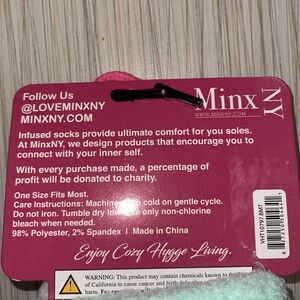 Follow Us
@LOVEMINXNY
MINXNY.COM
Minx NY
WWW.MINXNY.COM
Infused socks provide ultimate comfort for you soles.
At MinxNY, we design products that encourage you to
connect with your inner self.
With every purchase made, a percentage of
profit will be donated to charity.
One Size Fits Most.
Care Instructions: Machine cold on gentle cycle.
Do not iron. Tumble dry low use only non-chlorine
bleach when needed.
98% Polyester, 2% Spandex | Made in China
Enjoy Cozy Hygge Living.
WARNING: This product may contain chemicals known to
of California to cause cancer and birth
harm. For